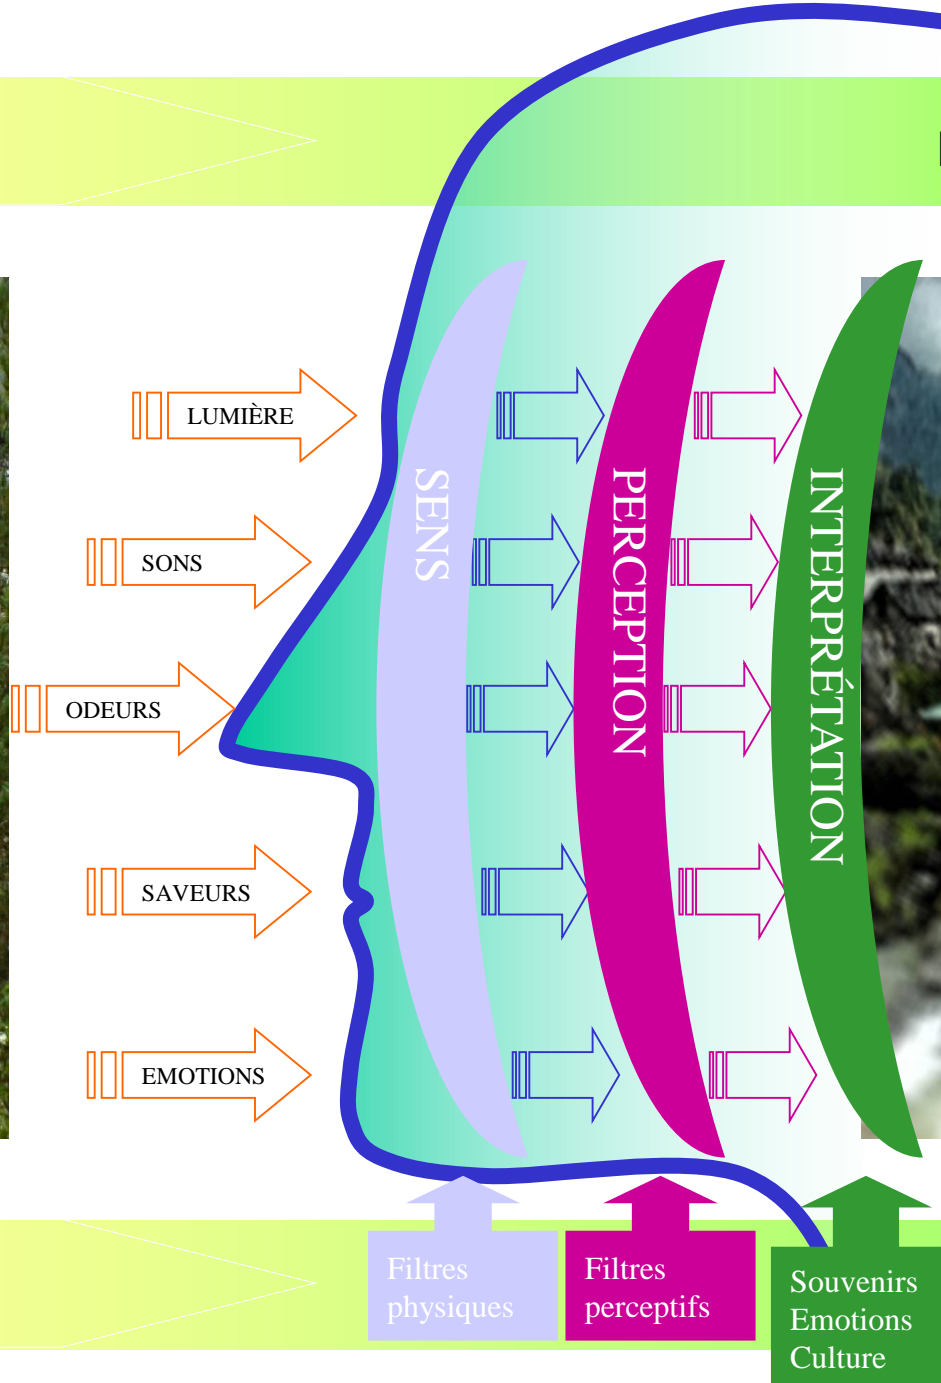 LUMIÈRE
SONS
ODEURS
SAVEURS
EMOTIONS
SENS
PERCEPTION
INTERPRÉTATION
Filtres
physiques
Filtres
perceptifs
Souvenirs
Emotions
Culture